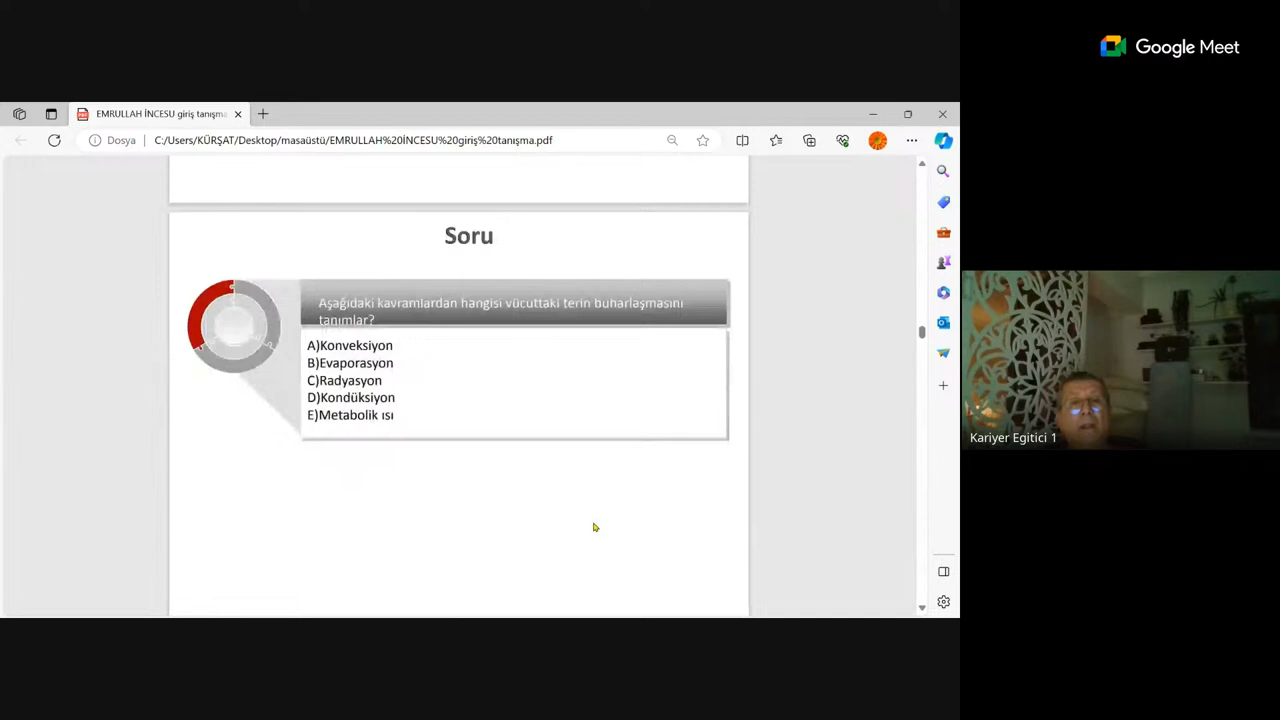 Google Meet
EMRULLAH İNCESU giriş tanışma
Dosya
C:/Users/KÜRŞAT/Desktop/masaüstü/EMRULLAH%20İNCESU%20giriş%20tanışma.pdf
Soru
Aşağıdaki kavramlardan hangisi vücuttaki terin buharlaşmasını
tanımlar?
A)Konveksiyon
B)Evaporasyon
C)Radyasyon
D)Kondüksiyon
E)Metabolik ısı
Kariyer Egitici 1